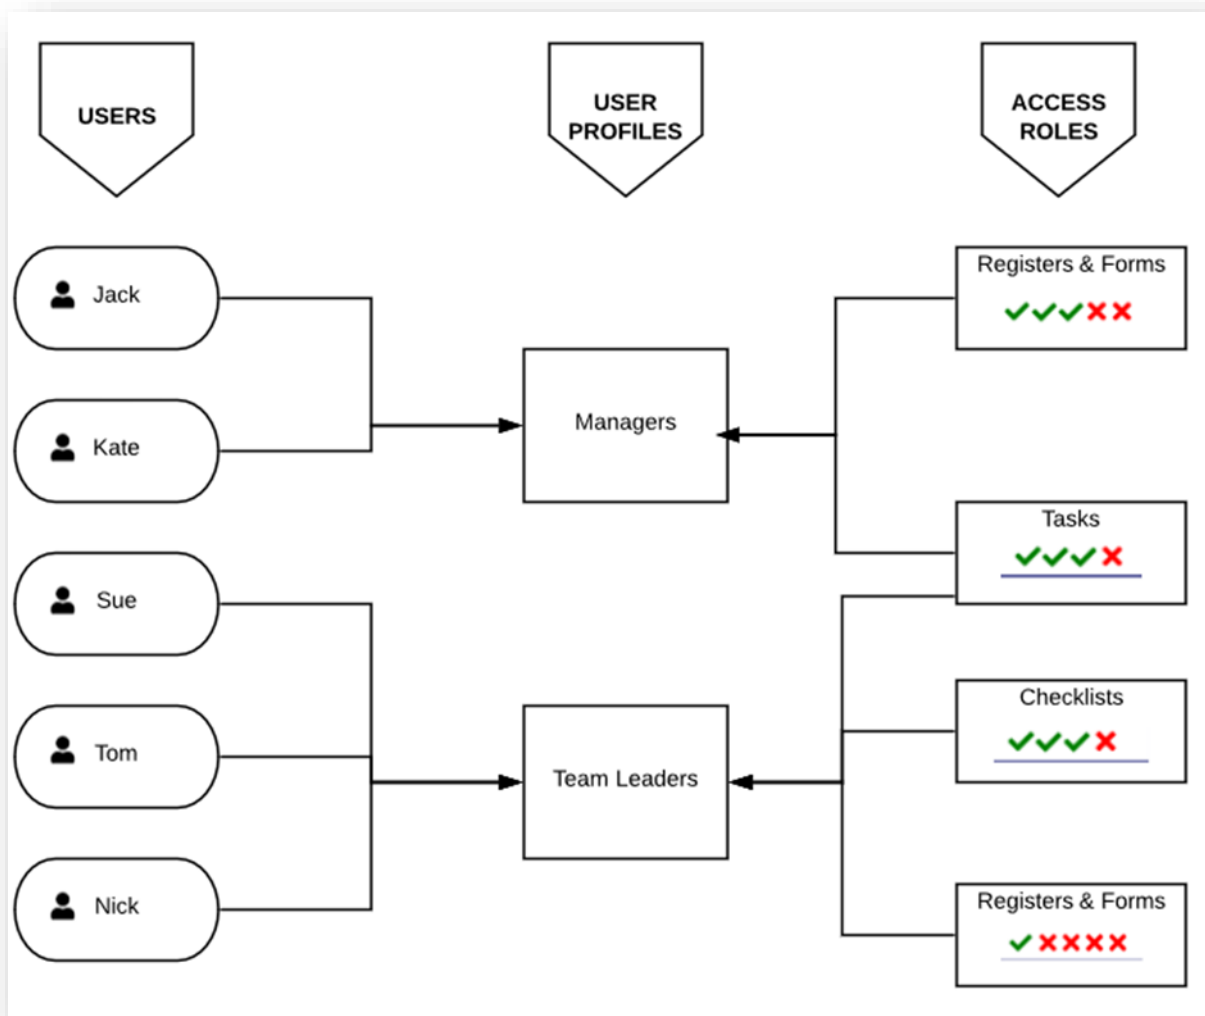 USERS
USER
PROFILES
ACCESS
ROLES
Jack
Kate
Sue
Tom
Nick
Managers
Team Leaders
Registers & Forms
Tasks
Checklists
Registers & Forms